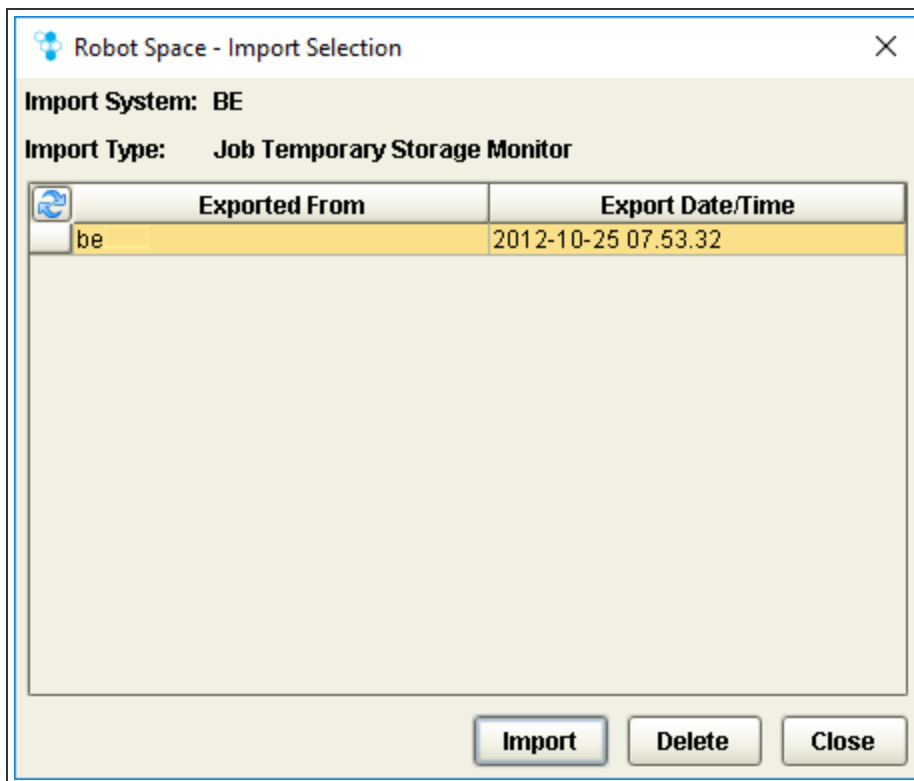 Robot Space - Import Selection
Import System: BE
Import Type: Job Temporary Storage Monitor
Exported From Export Date/Time
be 2012-10-25 07.53.32
Import Delete Close